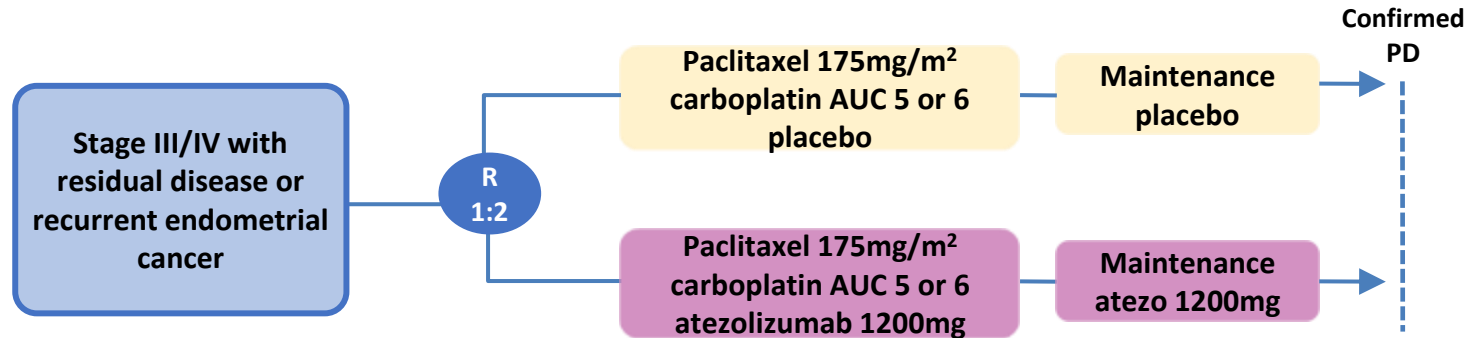 Stage III/IV with
residual disease or
recurrent endometrial
cancer
R
1:2
Paclitaxel 175mg/m²
carboplatin AUC 5 or 6
placebo
Maintenance
placebo
Paclitaxel 175mg/m²
carboplatin AUC 5 or 6
atezolizumab 1200mg
Maintenance
atezo 1200mg
Confirmed
PD